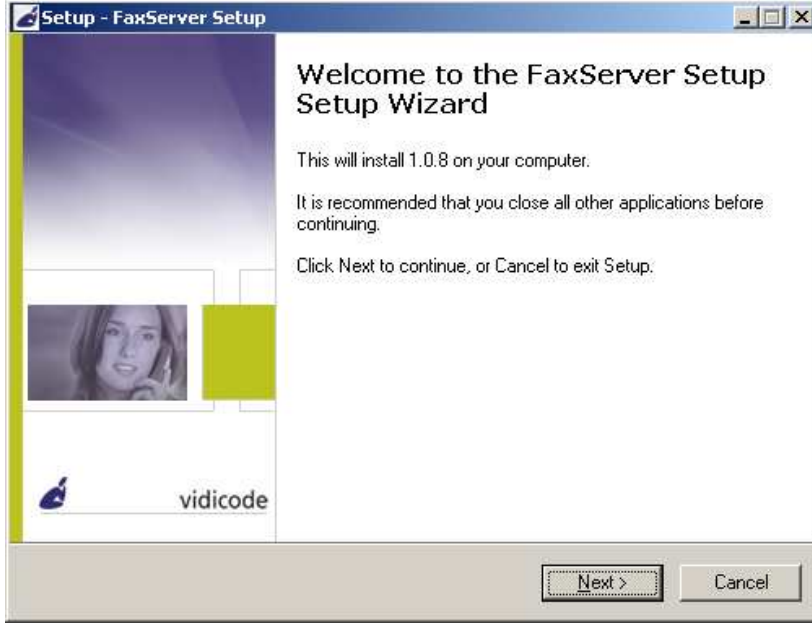 Setup - FaxServer Setup
Welcome to the FaxServer Setup
Setup Wizard
This will install 1.0.8 on your computer.
It is recommended that you close all other applications before
continuing.
Click Next to continue, or Cancel to exit Setup.
vidicode
Next >
Cancel